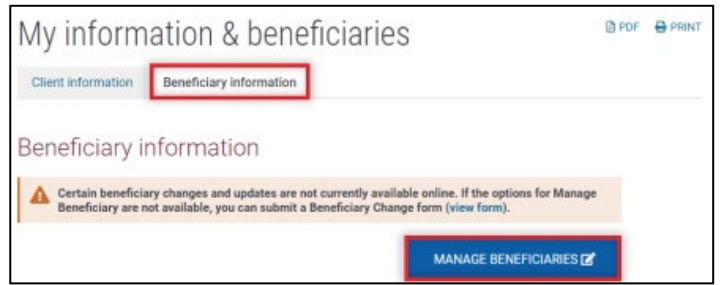 My information & beneficiaries
PDF PRINT
Client information Beneficiary information
Beneficiary information
Certain beneficiary changes and updates are not currently available online. If the options for Manage
Beneficiary are not available, you can submit a Beneficiary Change form (view form).
MANAGE BENEFICIARIES